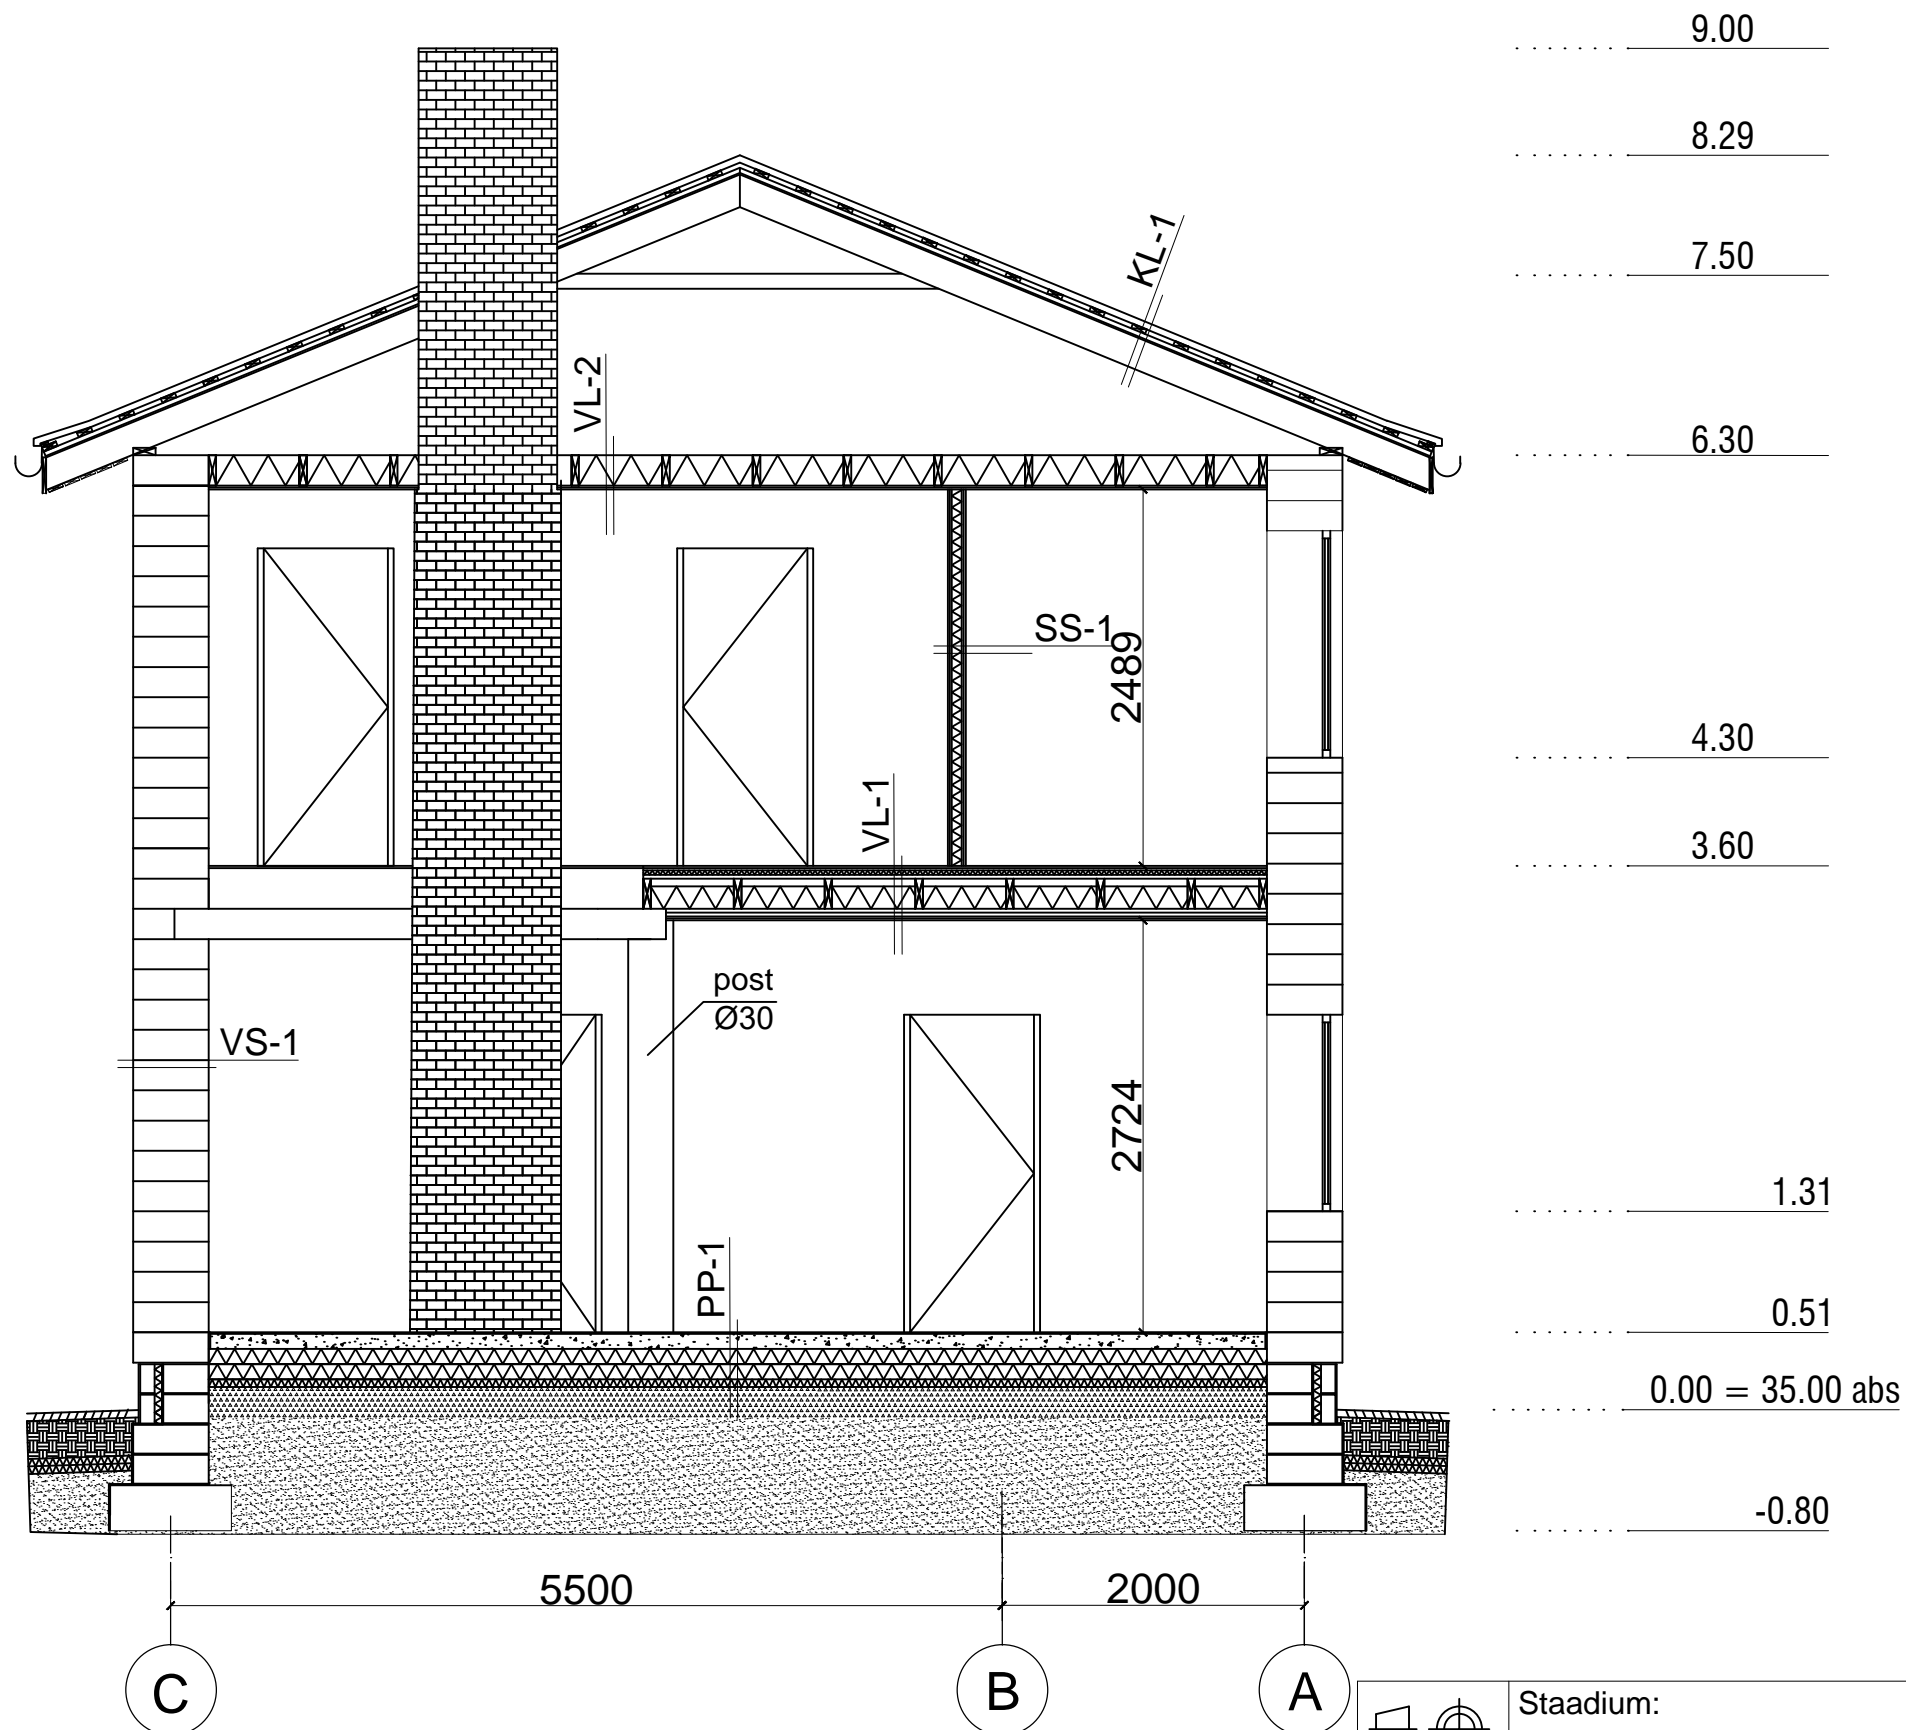 9.00
8.29
KL-1
7.50
VL-2
6.30
SS-1
2489
4.30
VL-1
3.60
post
Ø30
VS-1
2724
1.31
PP-1
0.51
0.00 = 35.00 abs
-0.80
5500
2000
C
B
A
Staadium: